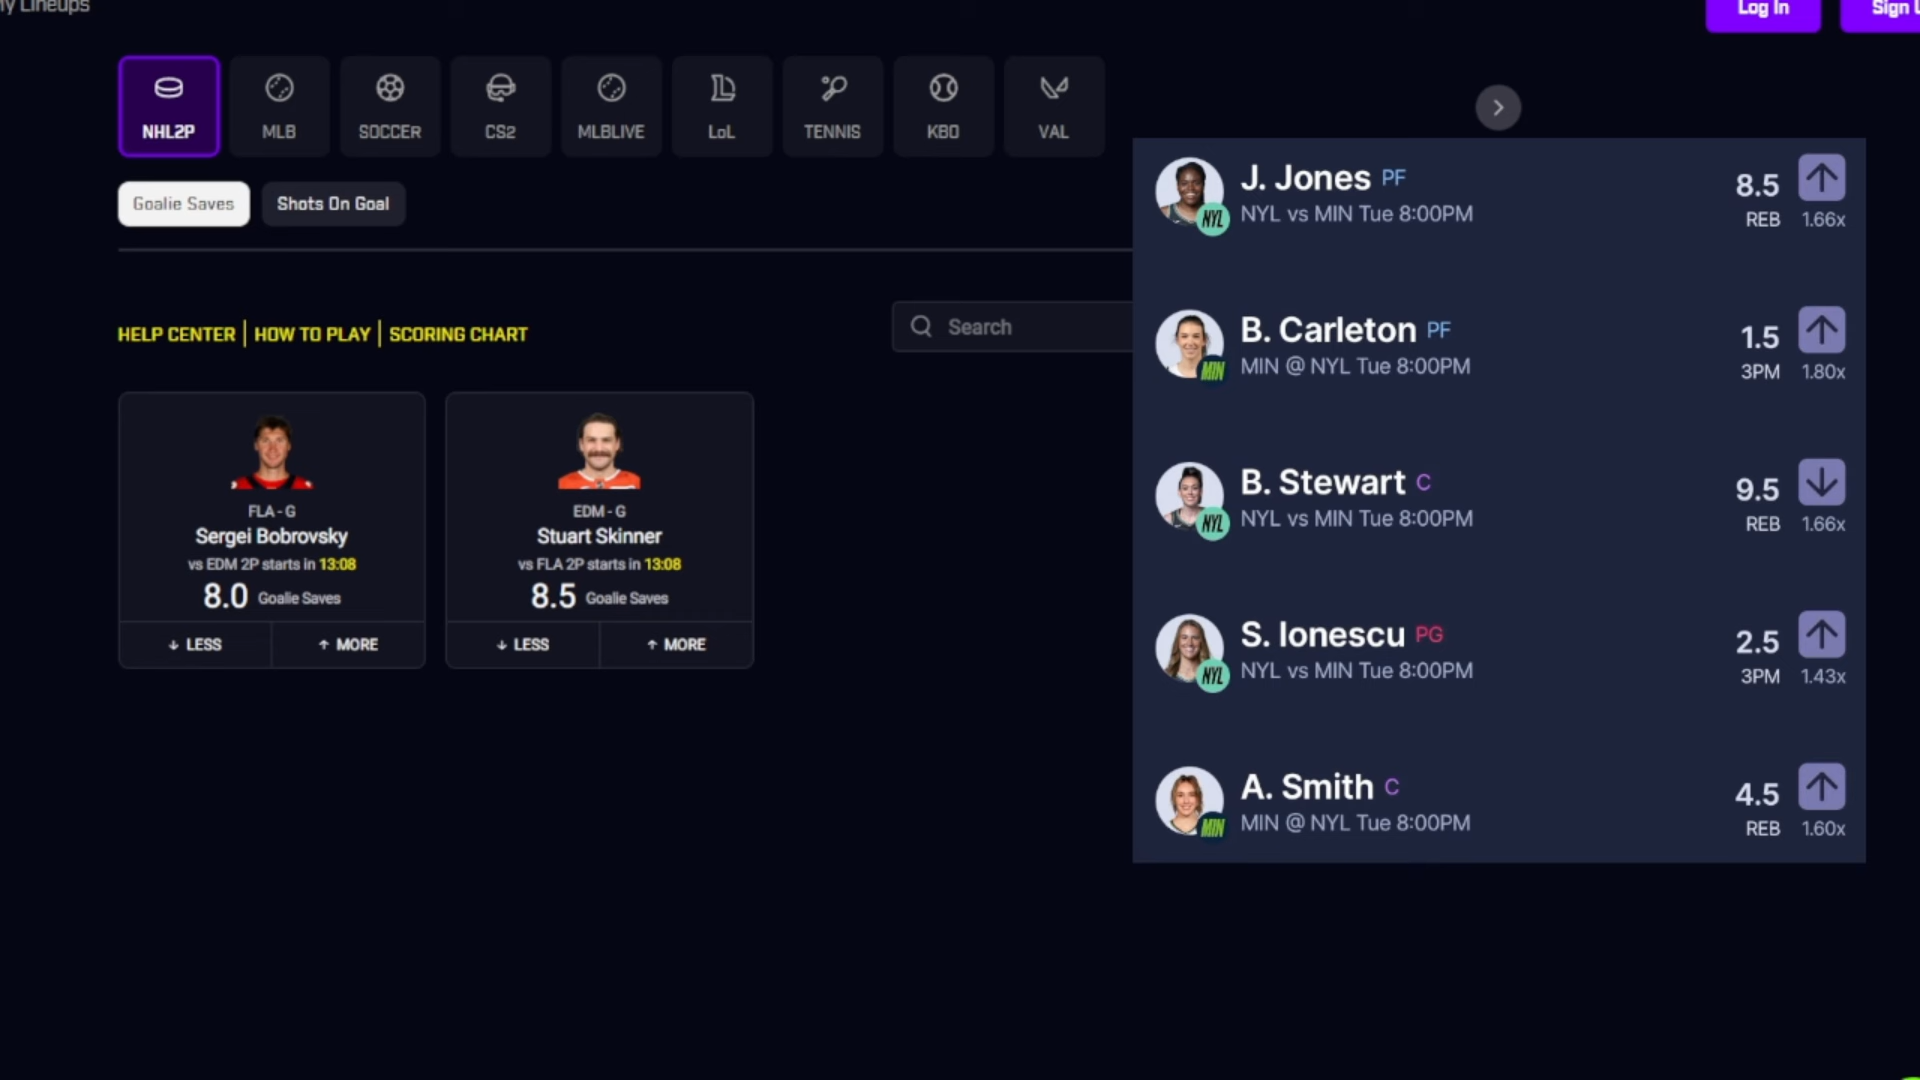 My Lineups
Log In
Sign U
NHL2P
MLB
SOCCER
CS2
MLBLIVE
LoL
TENNIS
KBO
VAL
Goalie Saves
Shots On Goal
HELP CENTER | HOW TO PLAY | SCORING CHART
Search
FLA - G
Sergei Bobrovsky
vs EDM 2P starts in 13:08
8.0 Goalie Saves
↓ LESS
↑ MORE
EDM - G
Stuart Skinner
vs FLA 2P starts in 13:08
8.5 Goalie Saves
↓ LESS
↑ MORE
J. Jones PF
NYL
NYL vs MIN Tue 8:00PM
8.5
REB
1.66x
B. Carleton PF
MIN
MIN @ NYL Tue 8:00PM
1.5
3PM
1.80x
B. Stewart C
NYL
NYL vs MIN Tue 8:00PM
9.5
REB
1.66x
S. Ionescu PG
NYL
NYL vs MIN Tue 8:00PM
2.5
3PM
1.43x
A. Smith C
MIN
MIN @ NYL Tue 8:00PM
4.5
REB
1.60x